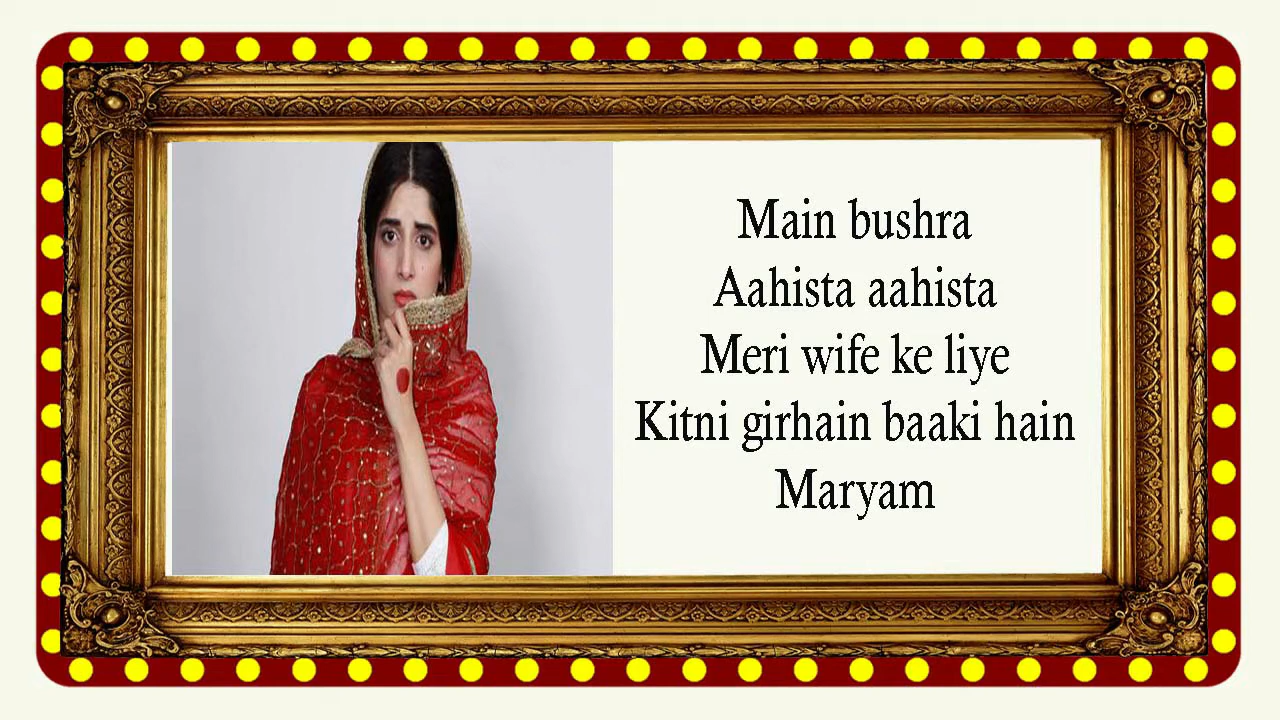 Main bushra
Aahista aahista
Meri wife ke liye
Kitni girhain baaki hain
Maryam